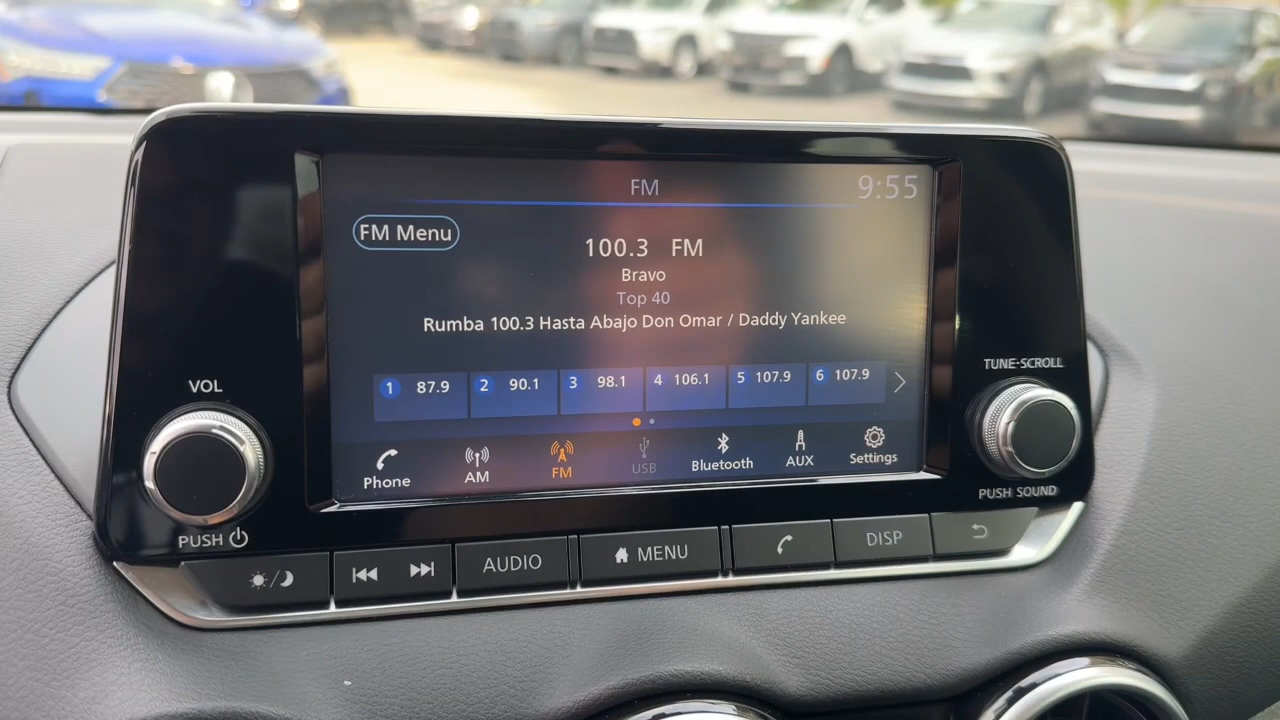 FM
9:55
FM Menu
100.3 FM
Bravo
Top 40
Rumba 100.3 Hasta Abajo Don Omar / Daddy Yankee
1 87.9 2 90.1 3 98.1 4 106.1 5 107.9 6 107.9
Phone AM FM USB Bluetooth AUX Settings
VOL
PUSH
TUNE·SCROLL
PUSH SOUND
AUDIO MENU DISP